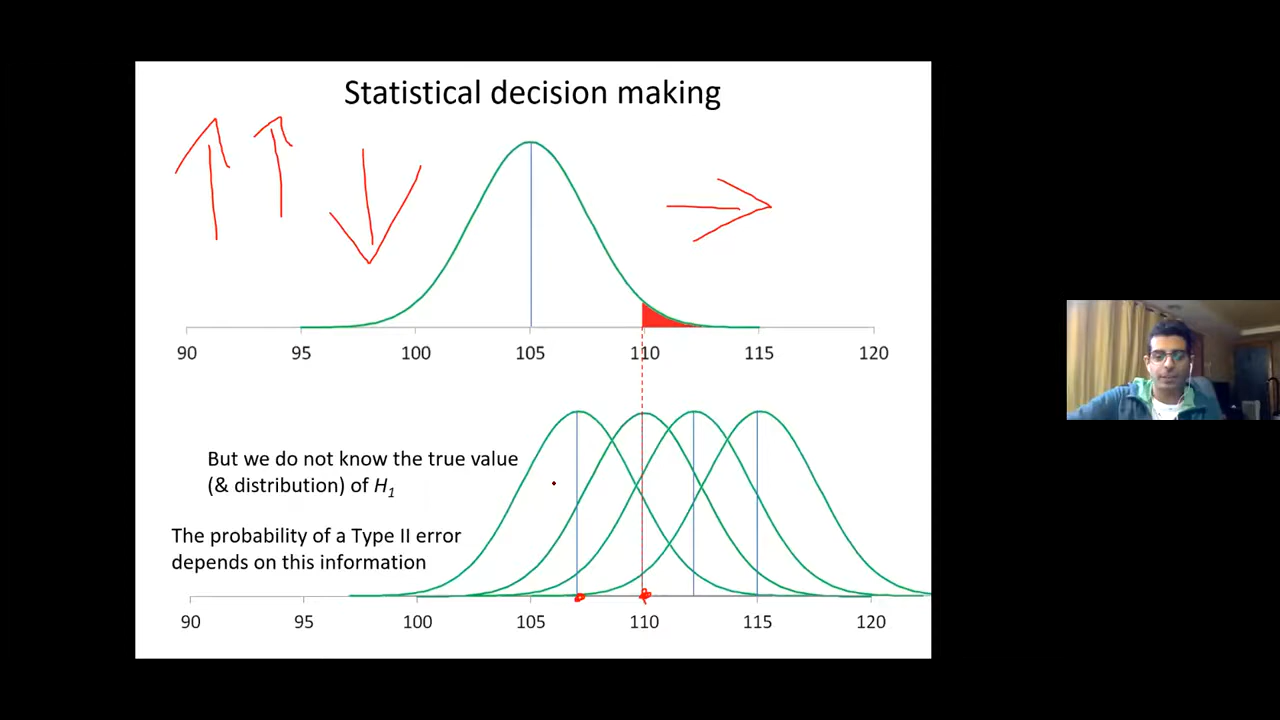 Statistical decision making
90 95 100 105 110 115 120
But we do not know the true value
(& distribution) of H1
The probability of a Type II error
depends on this information
90 95 100 105 110 115 120